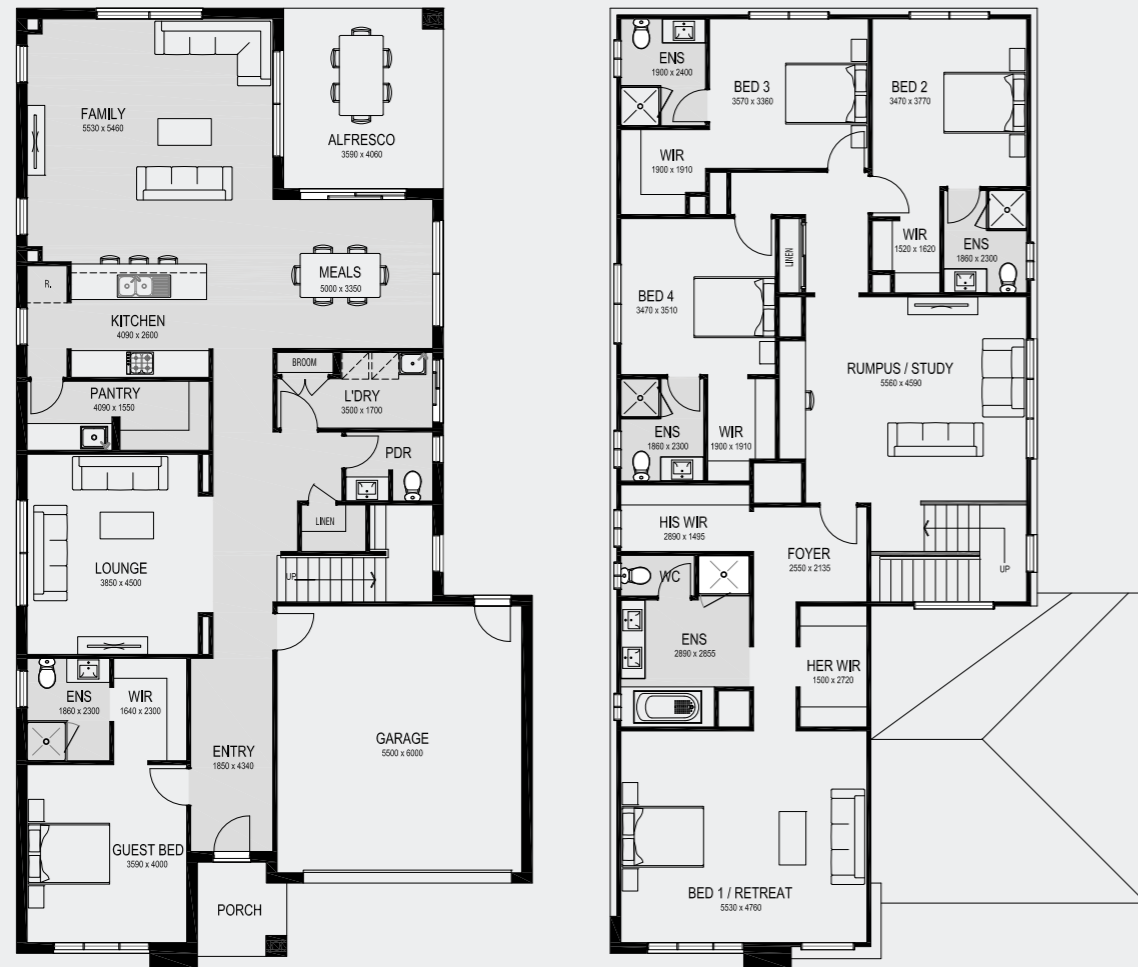 FAMILY
5530 x 5460
ALFRESCO
3590 x 4060
MEALS
5000 x 3350
R.
KITCHEN
4090 x 2600
BROOM
L'DRY
3500 x 1700
PANTRY
4090 x 1550
PDR
LINEN
LOUNGE
3850 x 4500
UP
ENS
1860 x 2300
WIR
1640 x 2300
ENTRY
1850 x 4340
GARAGE
5500 x 6000
GUEST BED
3590 x 4000
PORCH
ENS
1900 x 2400
BED 3
3570 x 3360
BED 2
3470 x 3770
WIR
1900 x 1910
WIR
1520 x 1620
ENS
1860 x 2300
LINEN
BED 4
3470 x 3510
RUMPUS / STUDY
5560 x 4590
ENS
1860 x 2300
WIR
1900 x 1910
HIS WIR
2890 x 1495
FOYER
2550 x 2135
UP
WC
ENS
2890 x 2855
HER WIR
1500 x 2720
BED 1 / RETREAT
5530 x 4760